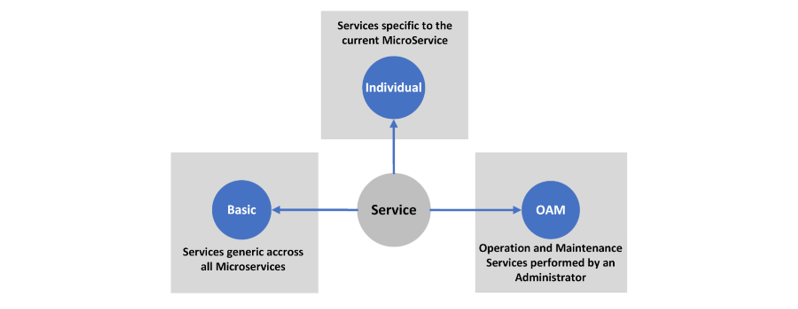 Services specific to the
current MicroService
Individual
Basic
Services generic accross
all Microservices
Service
OAM
Operation and Maintenance
Services performed by an
Administrator